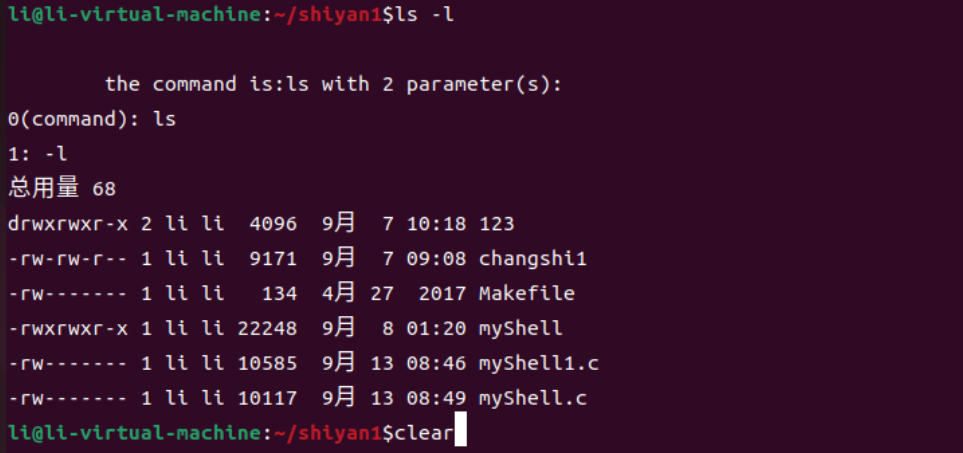 li@li-virtual-machine:~/shiyan1$ls -l
the command is:ls with 2 parameter(s):
0(command): ls
1: -l
总用量 68
drwxrwxr-x 2 li li  4096  9月  7 10:18 123
-rw-rw-r-- 1 li li  9171  9月  7 09:08 changshi1
-rw------- 1 li li   134  4月 27  2017 Makefile
-rwxrwxr-x 1 li li 22248  9月  8 01:20 myShell
-rw------- 1 li li 10585  9月 13 08:46 myShell1.c
-rw------- 1 li li 10117  9月 13 08:49 myShell.c
li@li-virtual-machine:~/shiyan1$clear